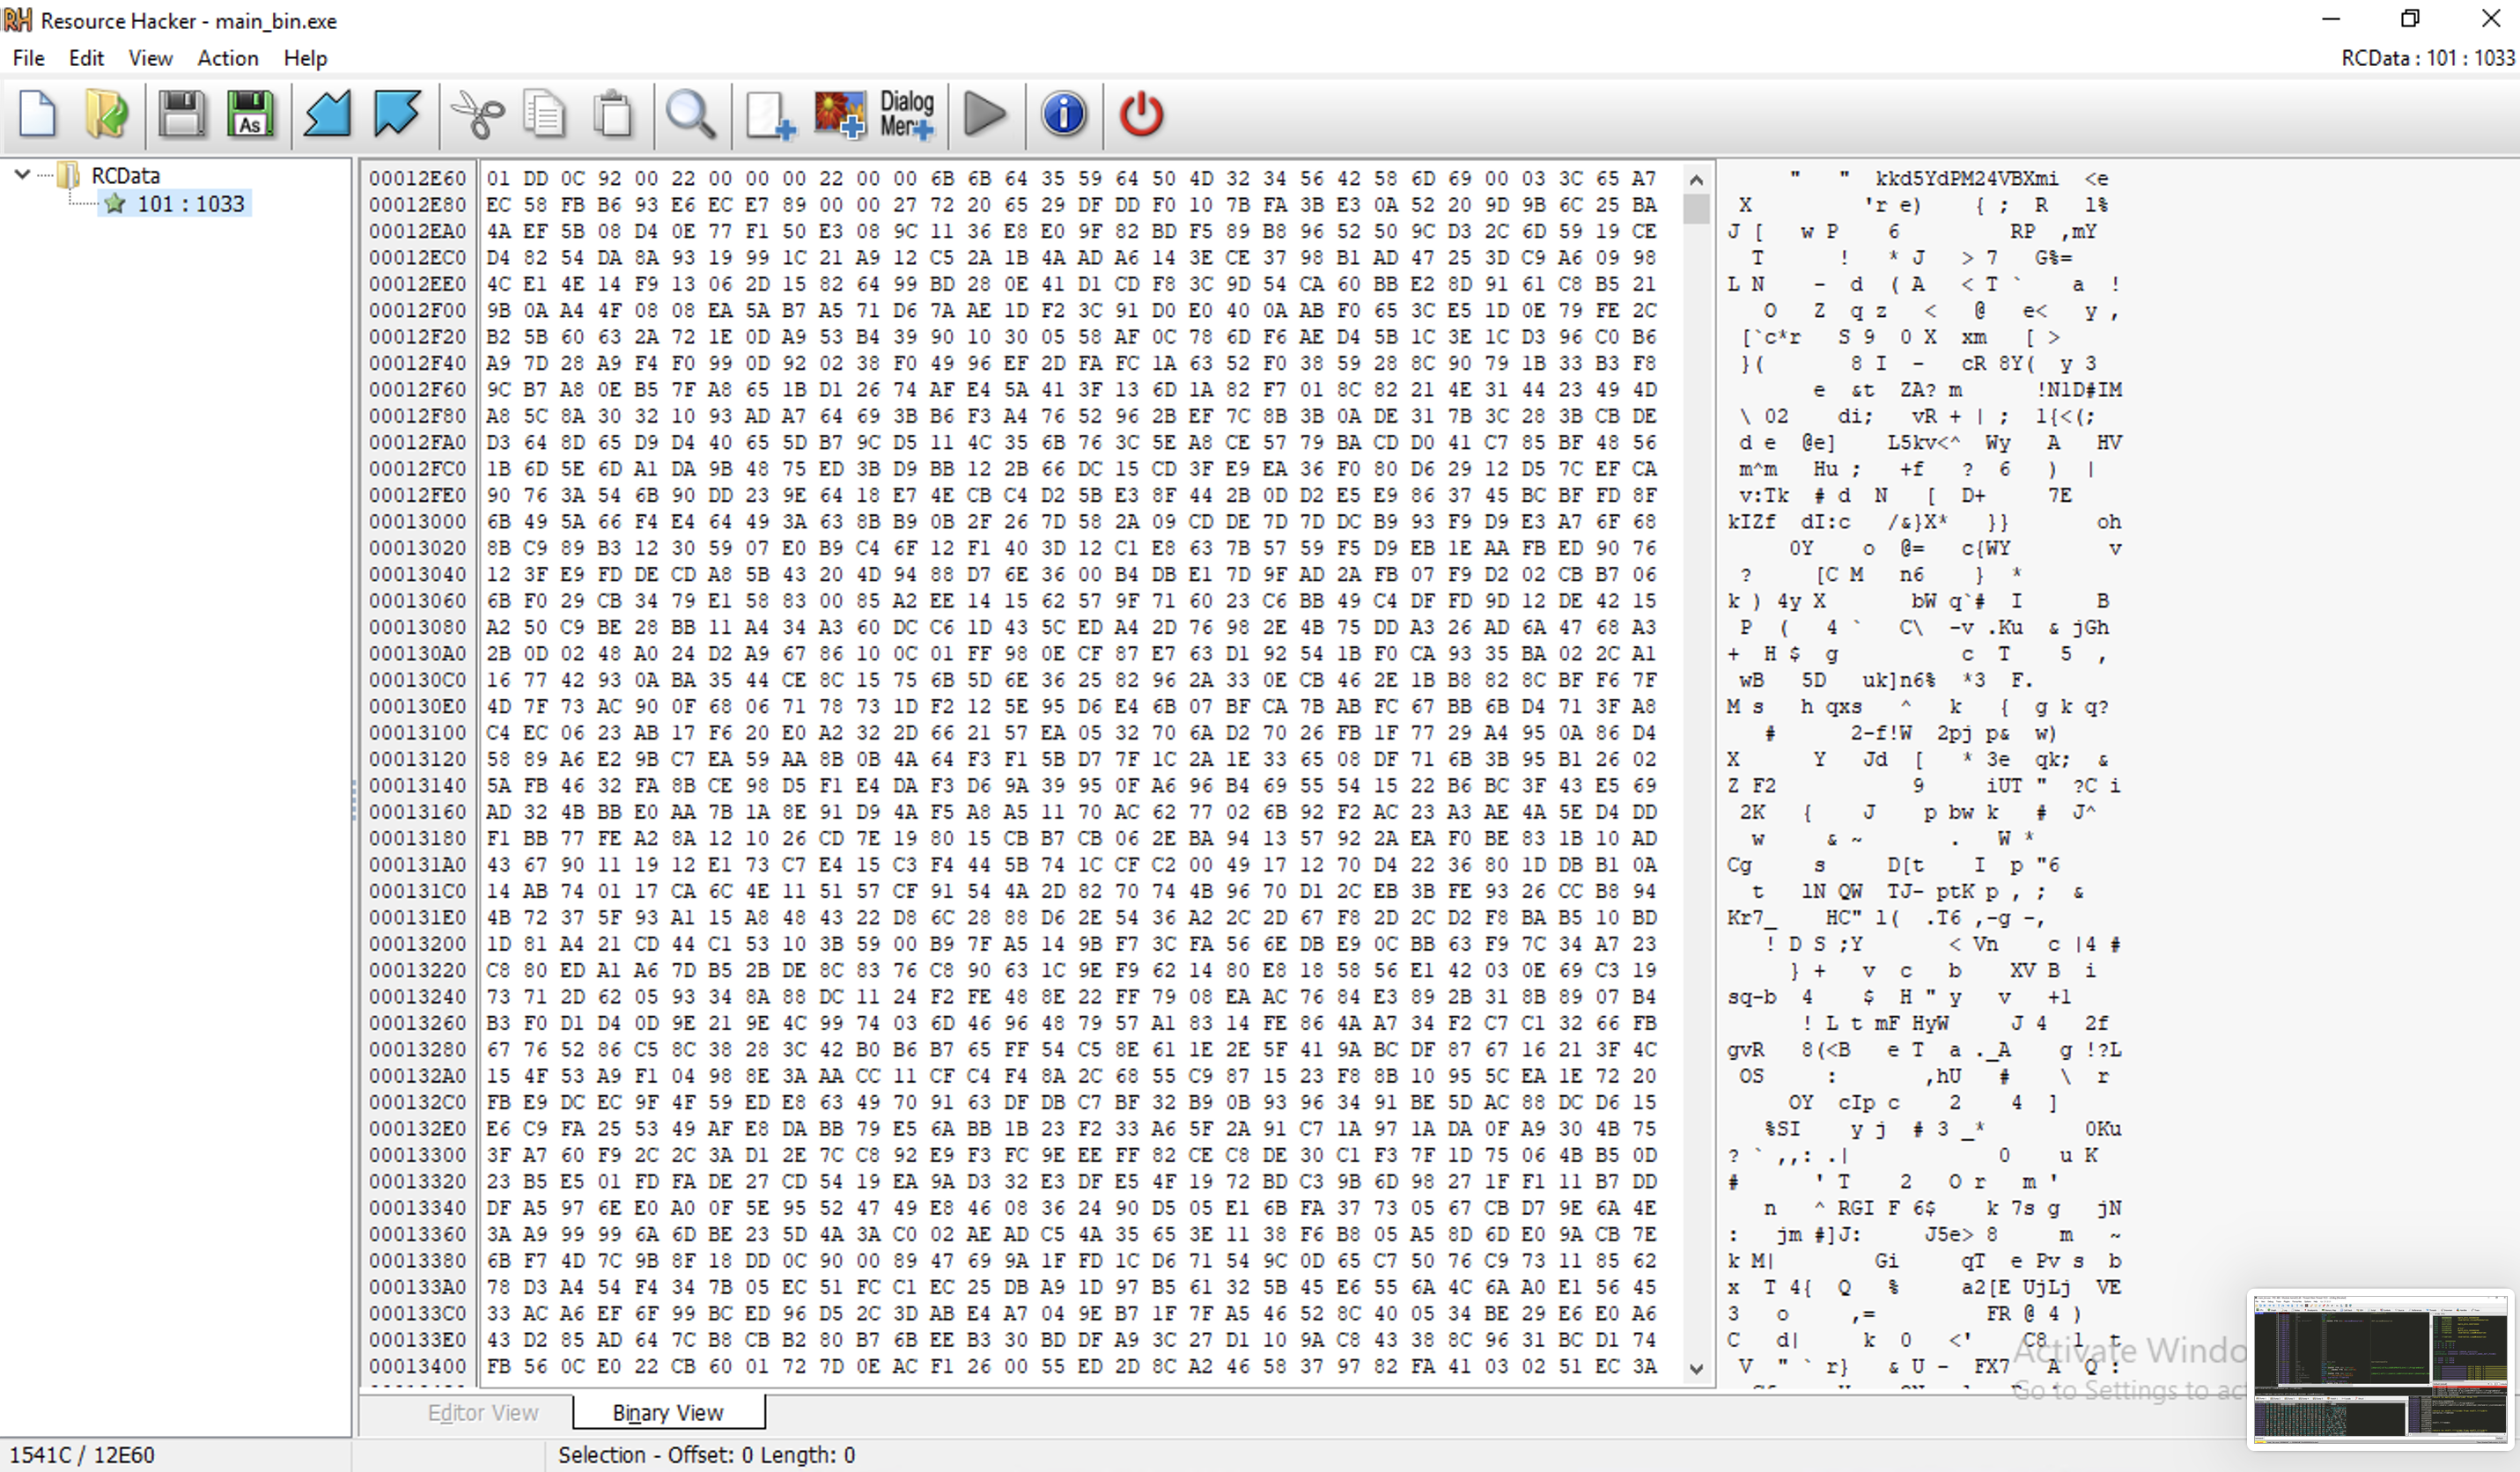 Resource Hacker - main_bin.exe
File Edit View Action Help RCData : 101 : 1033
As Dialog Menu
RCData
101 : 1033
00012E60 01 DD 0C 92 00 22 00 00 00 22 00 00 6B 6B 64 35 59 64 50 4D 32 34 56 42 58 6D 69 00 03 3C 65 A7 " " kkd5YdPM24VBXmi <e
00012E80 EC 58 FB B6 93 E6 EC E7 89 00 00 27 72 20 65 29 DF DD F0 10 7B FA 3B E3 0A 52 20 9D 9B 6C 25 BA X 'r e) { ; R l%
00012EA0 4A EF 5B 08 D4 0E 77 F1 50 E3 08 9C 11 36 E8 E0 9F 82 BD F5 89 B8 96 52 50 9C D3 2C 6D 59 19 CE J [ w P 6 RP ,mY
00012EC0 D4 82 54 DA 8A 93 19 99 1C 21 A9 12 C5 2A 1B 4A AD A6 14 3E CE 37 98 B1 AD 47 25 3D C9 A6 09 98 T ! * J > 7 G%=
00012EE0 4C E1 4E 14 F9 13 06 2D 15 82 64 99 BD 28 0E 41 D1 CD F8 3C 9D 54 CA 60 BB E2 8D 91 61 C8 B5 21 L N - d ( A < T ` a !
00012F00 9B 0A A4 4F 08 08 EA 5A B7 A5 71 D6 7A AE 1D F2 3C 91 D0 E0 40 0A AB F0 65 3C E5 1D 0E 79 FE 2C O Z q z < @ e< y ,
00012F20 B2 5B 60 63 2A 72 1E 0D A9 53 B4 39 90 10 30 05 58 AF 0C 78 6D F6 AE D4 5B 1C 3E 1C D3 96 C0 B6 [`c*r S 9 0 X xm [ >
00012F40 A9 7D 28 A9 F4 F0 99 0D 92 02 38 F0 49 96 EF 2D FA FC 1A 63 52 F0 38 59 28 8C 90 79 1B 33 B3 F8 }( 8 I - cR 8Y( y 3
00012F60 9C B7 A8 0E B5 7F A8 65 1B D1 26 74 AF E4 5A 41 3F 13 6D 1A 82 F7 01 8C 82 21 4E 31 44 23 49 4D e &t ZA? m !N1D#IM
00012F80 A8 5C 8A 30 32 10 93 AD A7 64 69 3B B6 F3 A4 76 52 96 2B EF 7C 8B 3B 0A DE 31 7B 3C 28 3B CB DE \ 02 di; vR + | ; 1{<(;
00012FA0 D3 64 8D 65 D9 D4 40 65 5D B7 9C D5 11 4C 35 6B 76 3C 5E A8 CE 57 79 BA CD D0 41 C7 85 BF 48 56 d e @e] L5kv<^ Wy A HV
00012FC0 1B 6D 5E 6D A1 DA 9B 48 75 ED 3B D9 BB 12 2B 66 DC 15 CD 3F E9 EA 36 F0 80 D6 29 12 D5 7C EF CA m^m Hu ; +f ? 6 ) |
00012FE0 90 76 3A 54 6B 90 DD 23 9E 64 18 E7 4E CB C4 D2 5B E3 8F 44 2B 0D D2 E5 E9 86 37 45 BC BF FD 8F v:Tk # d N [ D+ 7E
00013000 6B 49 5A 66 F4 E4 64 49 3A 63 8B B9 0B 2F 26 7D 58 2A 09 CD DE 7D 7D DC B9 93 F9 D9 E3 A7 6F 68 kIZf dI:c /&}X* }} oh
00013020 8B C9 89 B3 12 30 59 07 E0 B9 C4 6F 12 F1 40 3D 12 C1 E8 63 7B 57 59 F5 D9 EB 1E AA FB ED 90 76 0Y o @= c{WY v
00013040 12 3F E9 FD DE CD A8 5B 43 20 4D 94 88 D7 6E 36 00 B4 DB E1 7D 9F AD 2A FB 07 F9 D2 02 CB B7 06 ? [C M n6 } *
00013060 6B F0 29 CB 34 79 E1 58 83 00 85 A2 EE 14 15 62 57 9F 71 60 23 C6 BB 49 C4 DF FD 9D 12 DE 42 15 k ) 4y X bW q`# I B
00013080 A2 50 C9 BE 28 BB 11 A4 34 A3 60 DC C6 1D 43 5C ED A4 2D 76 98 2E 4B 75 DD A3 26 AD 6A 47 68 A3 P ( 4 ` C\ -v .Ku & jGh
000130A0 2B 0D 02 48 A0 24 D2 A9 67 86 10 0C 01 FF 98 0E CF 87 E7 63 D1 92 54 1B F0 CA 93 35 BA 02 2C A1 + H $ g c T 5 ,
000130C0 16 77 42 93 0A BA 35 44 CE 8C 15 75 6B 5D 6E 36 25 82 96 2A 33 0E CB 46 2E 1B B8 82 8C BF F6 7F wB 5D uk]n6% *3 F.
000130E0 4D 7F 73 AC 90 0F 68 06 71 78 73 1D F2 12 5E 95 D6 E4 6B 07 BF CA 7B AB FC 67 BB 6B D4 71 3F A8 M s h qxs ^ k { g k q?
00013100 C4 EC 06 23 AB 17 F6 20 E0 A2 32 2D 66 21 57 EA 05 32 70 6A D2 70 26 FB 1F 77 29 A4 95 0A 86 D4 # 2-f!W 2pj p& w)
00013120 58 89 A6 E2 9B C7 EA 59 AA 8B 0B 4A 64 F3 F1 5B D7 7F 1C 2A 1E 33 65 08 DF 71 6B 3B 95 B1 26 02 X Y Jd [ * 3e qk; &
00013140 5A FB 46 32 FA 8B CE 98 D5 F1 E4 DA F3 D6 9A 39 95 0F A6 96 B4 69 55 54 15 22 B6 BC 3F 43 E5 69 Z F2 9 iUT " ?C i
00013160 AD 32 4B BB E0 AA 7B 1A 8E 91 D9 4A F5 A8 A5 11 70 AC 62 77 02 6B 92 F2 AC 23 A3 AE 4A 5E D4 DD 2K { J p bw k # J^
00013180 F1 BB 77 FE A2 8A 12 10 26 CD 7E 19 80 15 CB B7 CB 06 2E BA 94 13 57 92 2A EA F0 BE 83 1B 10 AD w & ~ . W *
000131A0 43 67 90 11 19 12 E1 73 C7 E4 15 C3 F4 44 5B 74 1C CF C2 00 49 17 12 70 D4 22 36 80 1D DB B1 0A Cg s D[t I p "6
000131C0 14 AB 74 01 17 CA 6C 4E 11 51 57 CF 91 54 4A 2D 82 70 74 4B 96 70 D1 2C EB 3B FE 93 26 CC B8 94 t lN QW TJ- ptK p , ; &
000131E0 4B 72 37 5F 93 A1 15 A8 48 43 22 D8 6C 28 88 D6 2E 54 36 A2 2C 2D 67 F8 2D 2C D2 F8 BA B5 10 BD Kr7_ HC" l( .T6 ,-g -,
00013200 1D 81 A4 21 CD 44 C1 53 10 3B 59 00 B9 7F A5 14 9B F7 3C FA 56 6E DB E9 0C BB 63 F9 7C 34 A7 23 ! D S ;Y < Vn c |4 #
00013220 C8 80 ED A1 A6 7D B5 2B DE 8C 83 76 C8 90 63 1C 9E F9 62 14 80 E8 18 58 56 E1 42 03 0E 69 C3 19 } + v c b XV B i
00013240 73 71 2D 62 05 93 34 8A 88 DC 11 24 F2 FE 48 8E 22 FF 79 08 EA AC 76 84 E3 89 2B 31 8B 89 07 B4 sq-b 4 $ H " y v +1
00013260 B3 F0 D1 D4 0D 9E 21 9E 4C 99 74 03 6D 46 96 48 79 57 A1 83 14 FE 86 4A A7 34 F2 C7 C1 32 66 FB ! L t mF HyW J 4 2f
00013280 67 76 52 86 C5 8C 38 28 3C 42 B0 B6 B7 65 FF 54 C5 8E 61 1E 2E 5F 41 9A BC DF 87 67 16 21 3F 4C gvR 8(<B e T a ._A g !?L
000132A0 15 4F 53 A9 F1 04 98 8E 3A AA CC 11 CF C4 F4 8A 2C 68 55 C9 87 15 23 F8 8B 10 95 5C EA 1E 72 20 OS : ,hU # \ r
000132C0 FB E9 DC EC 9F 4F 59 ED E8 63 49 70 91 63 DF DB C7 BF 32 B9 0B 93 96 34 91 BE 5D AC 88 DC D6 15 OY cIp c 2 4 ]
000132E0 E6 C9 FA 25 53 49 AF E8 DA BB 79 E5 6A BB 1B 23 F2 33 A6 5F 2A 91 C7 1A 97 1A DA 0F A9 30 4B 75 %SI y j # 3 _* 0Ku
00013300 3F A7 60 F9 2C 2C 3A D1 2E 7C C8 92 E9 F3 FC 9E EE FF 82 CE C8 DE 30 C1 F3 7F 1D 75 06 4B B5 0D ? ` ,,: .| 0 u K
00013320 23 B5 E5 01 FD FA DE 27 CD 54 19 EA 9A D3 32 E3 DF E5 4F 19 72 BD C3 9B 6D 98 27 1F F1 11 B7 DD # ' T 2 O r m '
00013340 DF A5 97 6E E0 A0 0F 5E 95 52 47 49 E8 46 08 36 24 90 D5 05 E1 6B FA 37 73 05 67 CB D7 9E 6A 4E n ^ RGI F 6$ k 7s g jN
00013360 3A A9 99 99 6A 6D BE 23 5D 4A 3A C0 02 AE AD C5 4A 35 65 3E 11 38 F6 B8 05 A5 8D 6D E0 9A CB 7E : jm #]J: J5e> 8 m ~
00013380 6B F7 4D 7C 9B 8F 18 DD 0C 90 00 89 47 69 9A 1F FD 1C D6 71 54 9C 0D 65 C7 50 76 C9 73 11 85 62 k M| Gi qT e Pv s b
000133A0 78 D3 A4 54 F4 34 7B 05 EC 51 FC C1 EC 25 DB A9 1D 97 B5 61 32 5B 45 E6 55 6A 4C 6A A0 E1 56 45 x T 4{ Q % a2[E UjLj VE
000133C0 33 AC A6 EF 6F 99 BC ED 96 D5 2C 3D AB E4 A7 04 9E B7 1F 7F A5 46 52 8C 40 05 34 BE 29 E6 E0 A6 3 o ,= FR @ 4 )
000133E0 43 D2 85 AD 64 7C B8 CB B2 80 B7 6B EE B3 30 BD DF A9 3C 27 D1 10 9A C8 43 38 8C 96 31 BC D1 74 C d| k 0 <' C8 1 t
00013400 FB 56 0C E0 22 CB 60 01 72 7D 0E AC F1 26 00 55 ED 2D 8C A2 46 58 37 97 82 FA 41 03 02 51 EC 3A V " ` r} & U - FX7 A Q :
Activate Windo
Go to Settings to act
Editor View Binary View
1541C / 12E60 Selection - Offset: 0 Length: 0